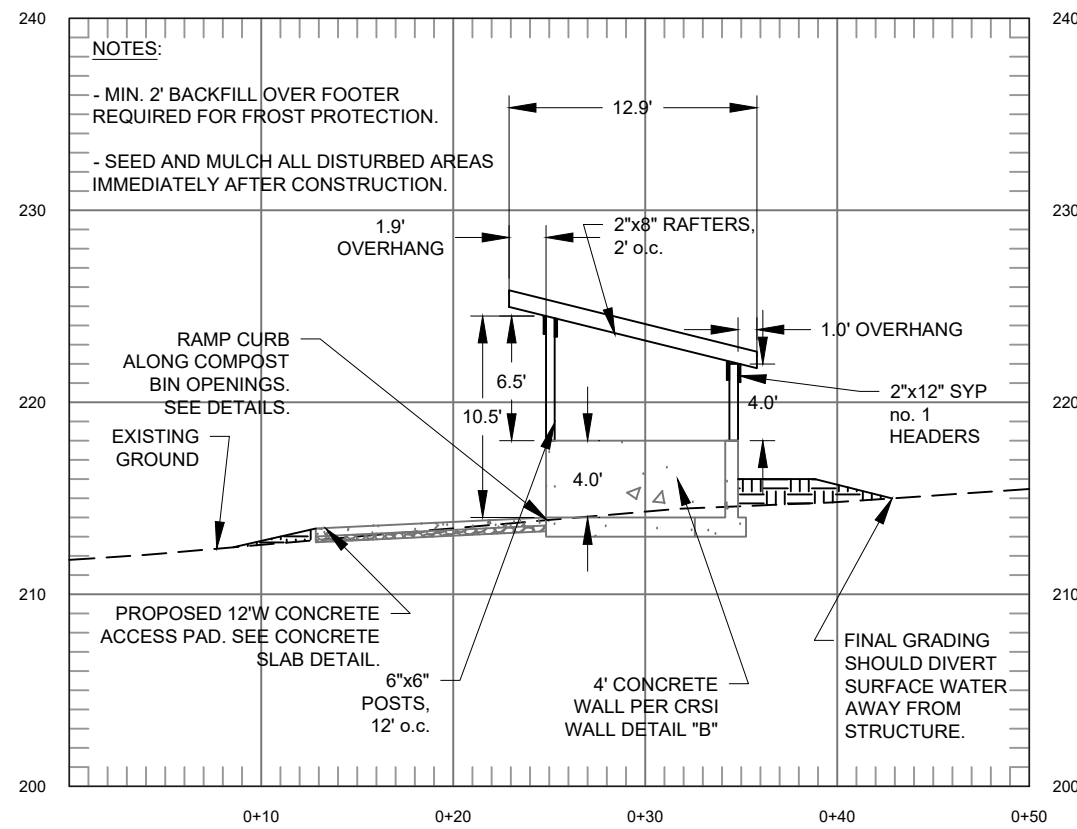 240
240
NOTES:
- MIN. 2' BACKFILL OVER FOOTER
REQUIRED FOR FROST PROTECTION.
- SEED AND MULCH ALL DISTURBED AREAS
IMMEDIATELY AFTER CONSTRUCTION.
12.9'
230
230
1.9'
OVERHANG
2"x8" RAFTERS,
2' o.c.
RAMP CURB
ALONG COMPOST
BIN OPENINGS.
SEE DETAILS.
1.0' OVERHANG
6.5'
10.5'
4.0'
2"x12" SYP
no. 1
HEADERS
220
220
EXISTING
GROUND
4.0'
210
210
PROPOSED 12'W CONCRETE
ACCESS PAD. SEE CONCRETE
SLAB DETAIL.
6"x6"
POSTS,
12' o.c.
4' CONCRETE
WALL PER CRSI
WALL DETAIL "B"
FINAL GRADING
SHOULD DIVERT
SURFACE WATER
AWAY FROM
STRUCTURE.
200
200
0+10
0+20
0+30
0+40
0+50